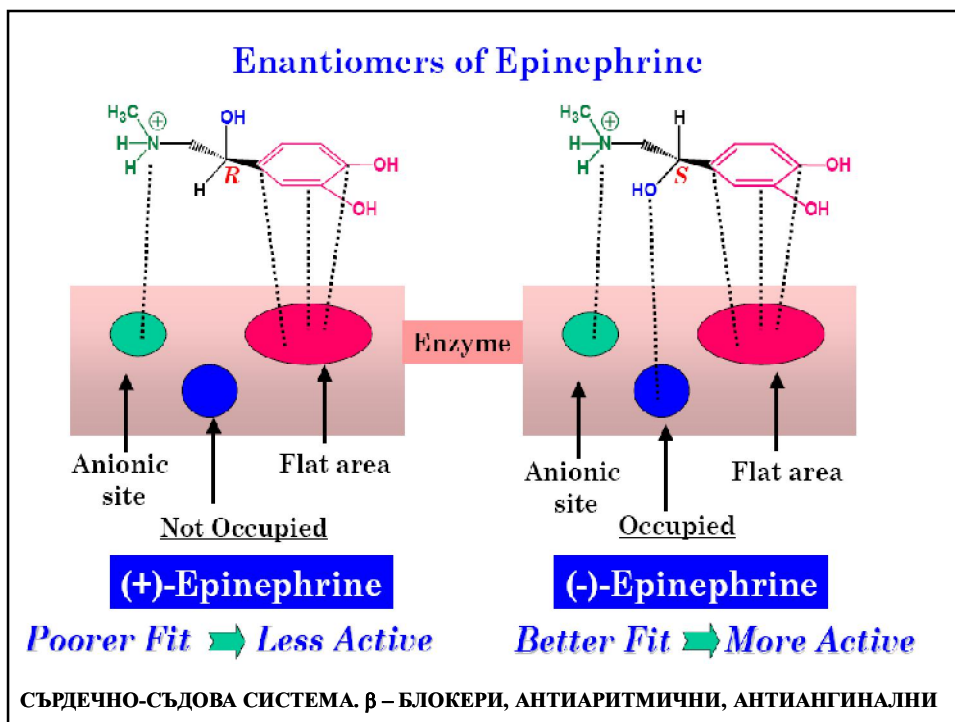 Enantiomers of Epinephrine
H₃C
⊕
H-N
H
OH
R
H
OH
OH
H₃C
⊕
H-N
H
H
S
HO
OH
OH
Enzyme
Anionic
site
Flat area
Not Occupied
Anionic
site
Flat area
Occupied
(+)-Epinephrine
(-)-Epinephrine
Poorer Fit Less Active
Better Fit More Active
СЪРДЕЧНО-СЪДОВА СИСТЕМА. β – БЛОКЕРИ, АНТИАРИТМИЧНИ, АНТИАНГИНАЛНИ